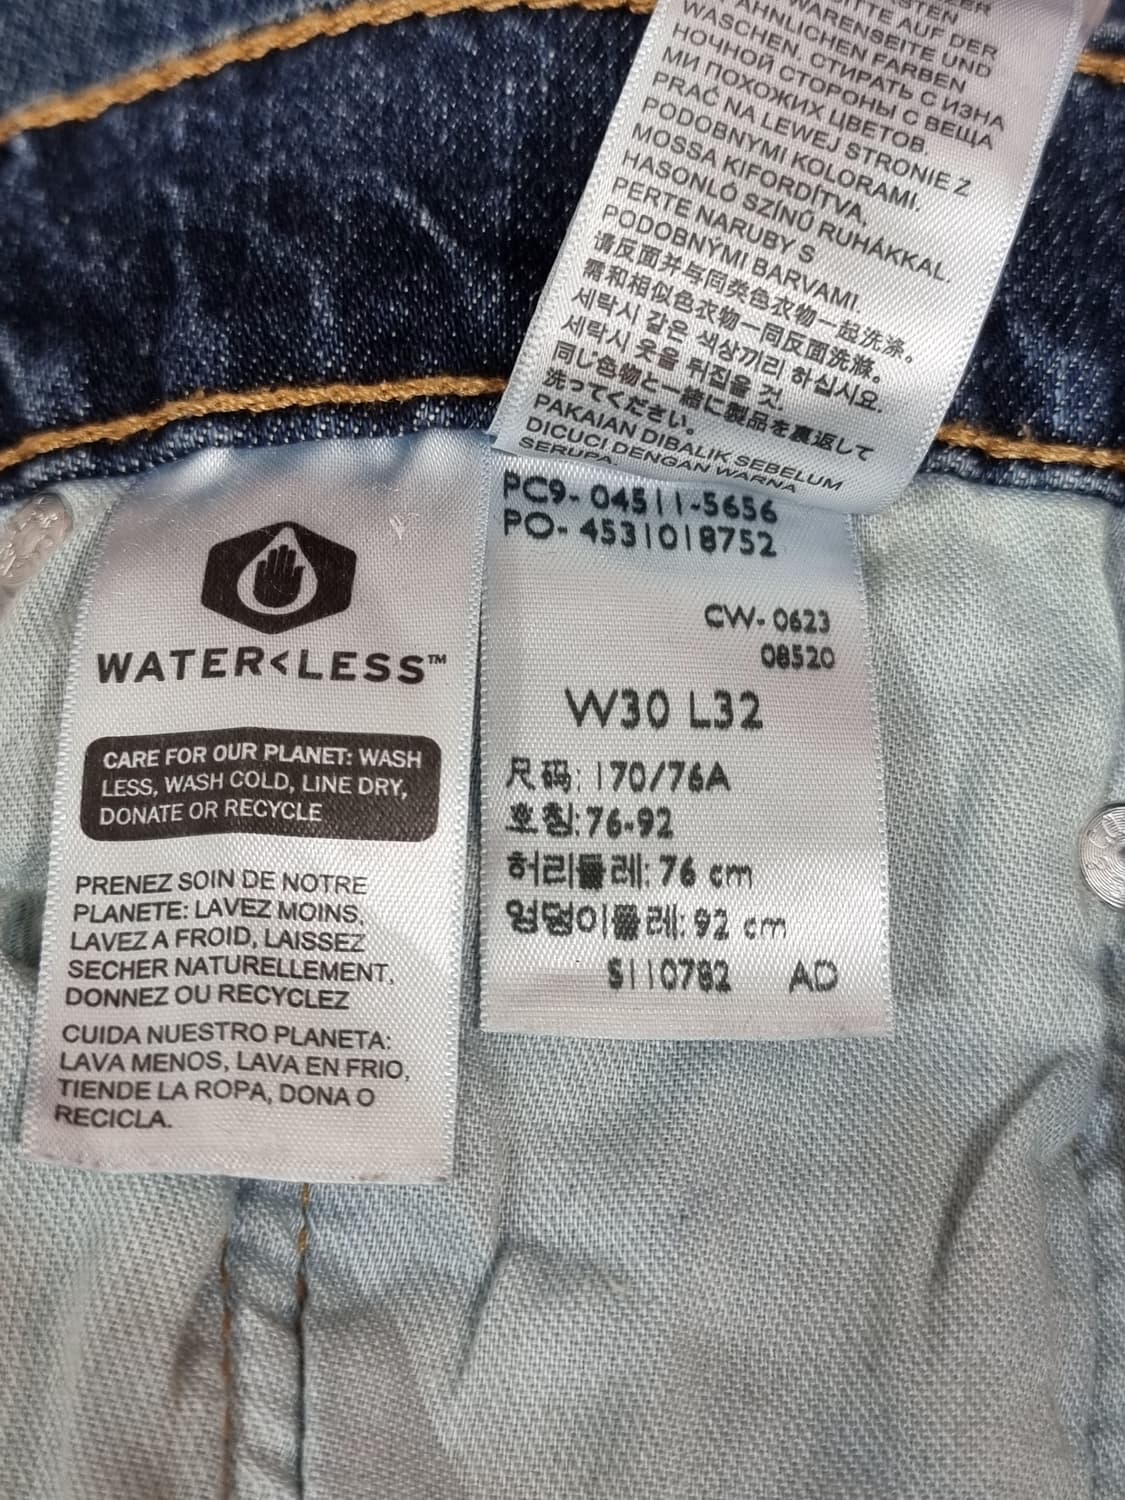 BITTE AUF DER
WARENSEITE UND
ÄHNLICHEN FARBEN
WASCHEN. СТИРАТЬ С ИЗНА
НОЧНОЙ СТОРОНЫ С ВЕЩА
МИ ПОХОЖИХ ЦВЕТОВ.
PRAĆ NA LEWEJ STRONIE Z
PODOBNYMI KOLORAMI.
MOSSA KIFORDÍTVA,
HASONLÓ SZÍNŰ RUHÁKKAL.
PERTE NARUBY S
PODOBNÝMI BARVAMI.
请反面并与同类色衣物一起洗涤。
需和相似色衣物一同反面洗滌。
세탁시 같은 색상끼리 하십시요.
세탁시 옷을 뒤집을 것.
同じ色物と一緒に製品を裏返して
洗ってください。
PAKAIAN DIBALIK SEBELUM
DICUCI DENGAN WARNA
SERUPA.
WATER<LESS™
CARE FOR OUR PLANET: WASH
LESS, WASH COLD, LINE DRY,
DONATE OR RECYCLE
PRENEZ SOIN DE NOTRE
PLANETE: LAVEZ MOINS,
LAVEZ A FROID, LAISSEZ
SECHER NATURELLEMENT,
DONNEZ OU RECYCLEZ
CUIDA NUESTRO PLANETA:
LAVA MENOS, LAVA EN FRIO,
TIENDE LA ROPA, DONA O
RECICLA.
PC9-04511-5656
PO-4531018752
CW-0623
08520
W30 L32
尺码: 170/76A
호칭:76-92
허리둘레: 76 cm
엉덩이둘레: 92 cm
S110782 AD